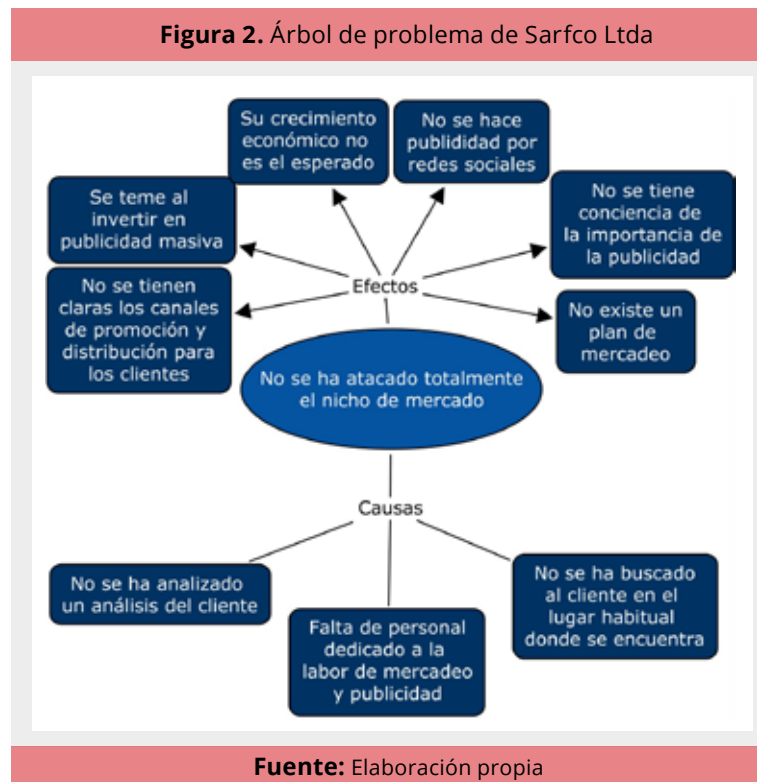 Figura 2. Árbol de problema de Sarfco Ltda
Su crecimiento
económico no
es el esperado
No se hace
publididad por
redes sociales
Se teme al
invertir en
publicidad masiva
No se tiene
conciencia de
la importancia de
la publicidad
Efectos
No se tienen
claras los canales
de promoción y
distribución para
los clientes
No existe un
plan de
mercadeo
No se ha atacado totalmente
el nicho de mercado
Causas
No se ha analizado
un análisis del cliente
Falta de personal
dedicado a la
labor de mercadeo
y publicidad
No se ha buscado
al cliente en el
lugar habitual
donde se encuentra
Fuente: Elaboración propia